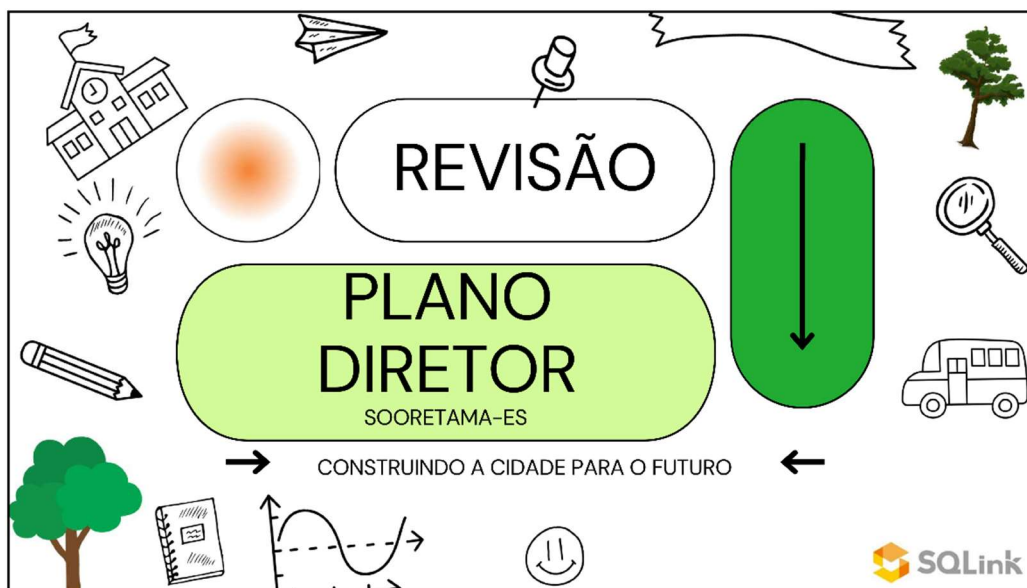 REVISÃO
PLANO
DIRETOR
SOORETAMA-ES
CONSTRUINDO A CIDADE PARA O FUTURO
SQLink